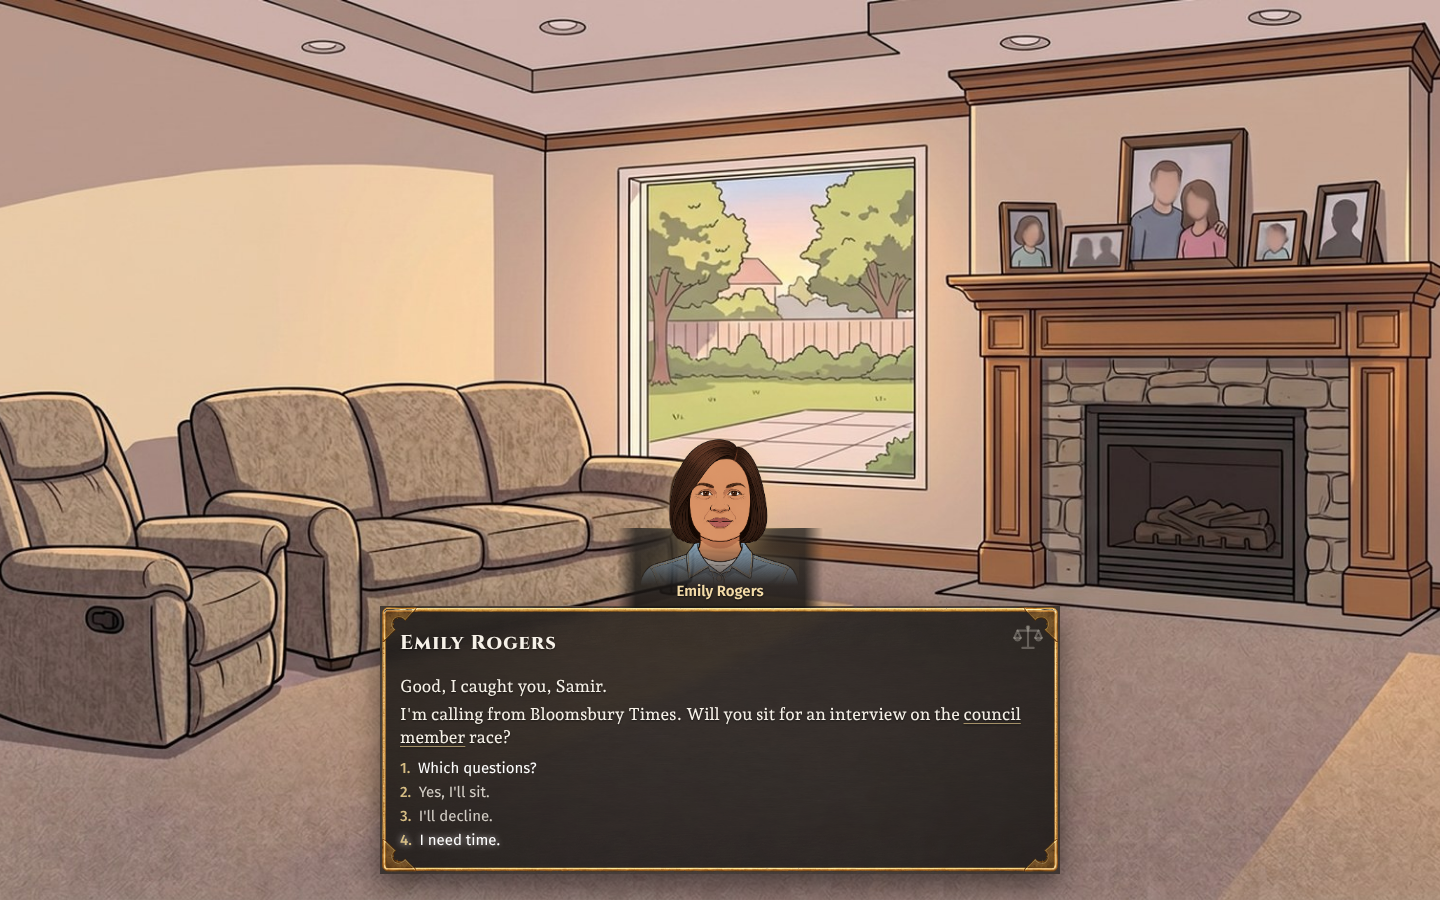 Emily Rogers
Emily Rogers
Good, I caught you, Samir.
I'm calling from Bloomsbury Times. Will you sit for an interview on the council
member race?
1. Which questions?
2. Yes, I'll sit.
3. I'll decline.
4. I need time.